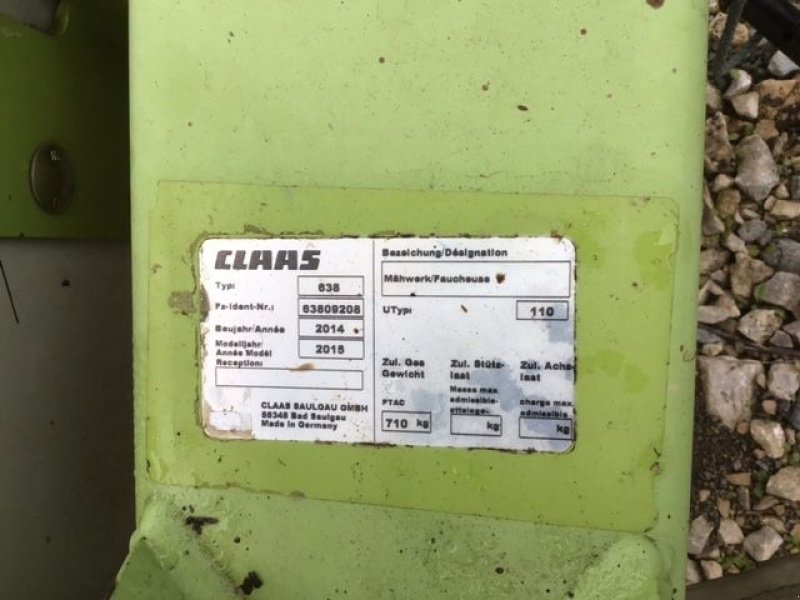 CLAAS
Typ: 638
Fz-Ident-Nr.: 63809208
Baujahr/Année 2014
Modelljahr/
Année Model 2015
Reception:
CLAAS SAULGAU GMBH
88348 Bad Saulgau
Made in Germany
Bezeichung/Désignation
Mähwerk/Faucheuse
UTyp: 110
Zul. Ges
Gewicht
PTAC
710 kg
Zul. Stütz-
last
Masse max
admissible-
attelage-
kg
Zul. Achs-
last
charge max
admissible
kg